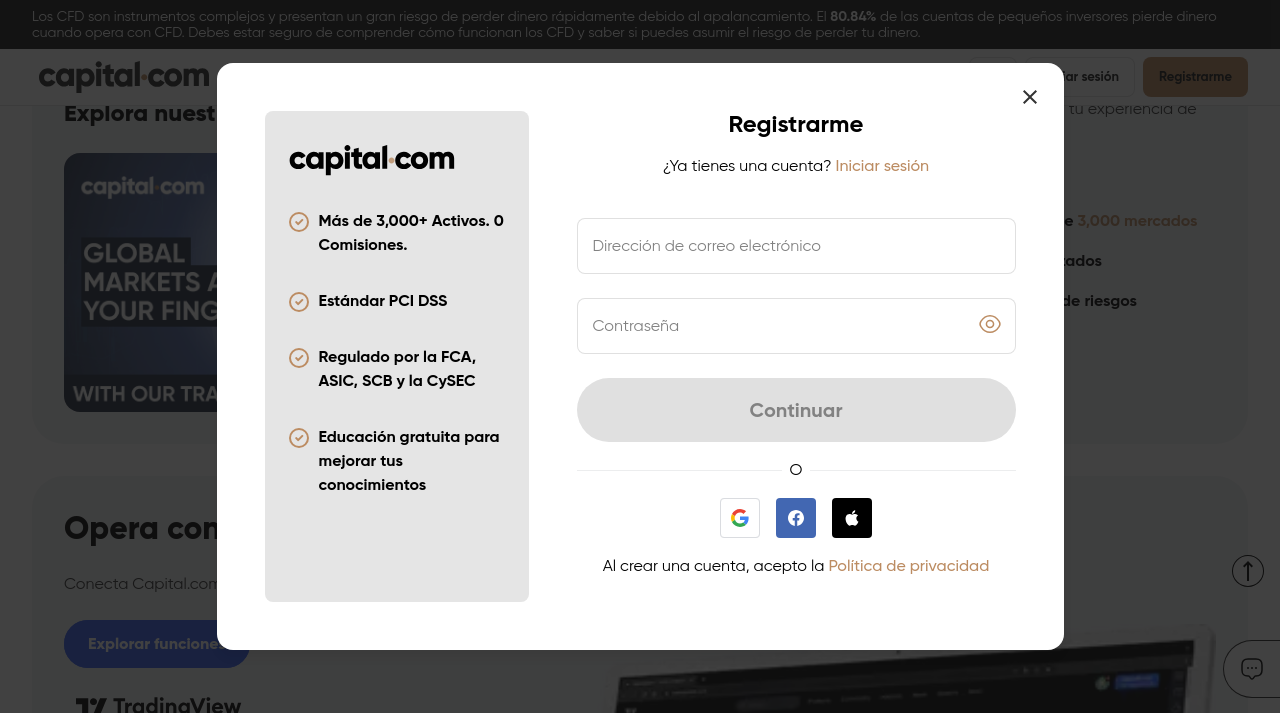 Los CFD son instrumentos complejos y presentan un gran riesgo de perder dinero rápidamente debido al apalancamiento. El 80.84% de las cuentas de pequeños inversores pierde dinero
cuando opera con CFD. Debes estar seguro de comprender cómo funcionan los CFD y saber si puedes asumir el riesgo de perder tu dinero.
capital.com
iar sesión
Registrarme
Explora nuest
tu experiencia de
capital.com
GLOBAL
MARKETS A
YOUR FING
WITH OUR TRA
e 3,000 mercados
tados
de riesgos
capital.com
Más de 3,000+ Activos. 0
Comisiones.
Estándar PCI DSS
Regulado por la FCA,
ASIC, SCB y la CySEC
Educación gratuita para
mejorar tus
conocimientos
Registrarme
¿Ya tienes una cuenta? Iniciar sesión
Dirección de correo electrónico
Contraseña
Continuar
O
Al crear una cuenta, acepto la Política de privacidad
Opera con
Conecta Capital.com
Explorar funciones
TradingView